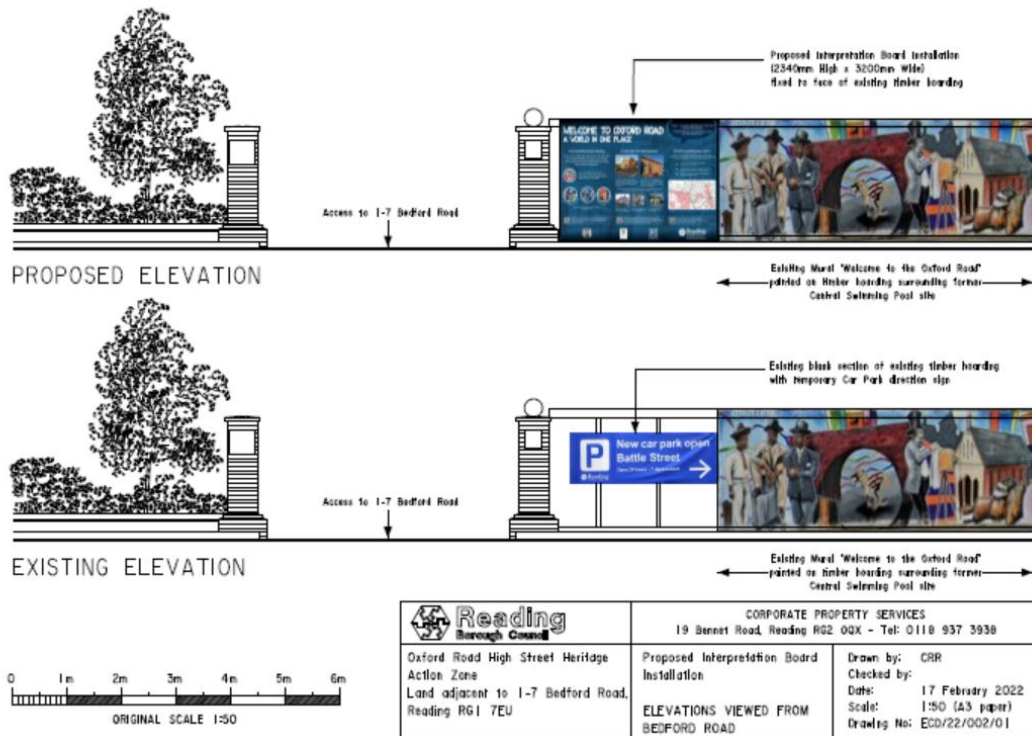 Proposed Interpretation Board Installation
(2340mm High x 3200mm Wide)
fixed to face of existing timber hoarding
WELCOME TO OXFORD ROAD
A WORLD IN ONE PLACE
Reading
Access to 1-7 Bedford Road
PROPOSED ELEVATION
Existing Mural "Welcome to the Oxford Road"
painted on timber hoarding surrounding former
Central Swimming Pool site
Existing blank section of existing timber hoarding
with temporary Car Park direction sign
P
New car park open
Battle Street
Reading
Access to 1-7 Bedford Road
EXISTING ELEVATION
Existing Mural "Welcome to the Oxford Road"
painted on timber hoarding surrounding former
Central Swimming Pool site
0 1m 2m 3m 4m 5m 6m
ORIGINAL SCALE 1:50
Reading
Borough Council
CORPORATE PROPERTY SERVICES
19 Bennet Road, Reading RG2 0QX - Tel: 0118 937 3938
Oxford Road High Street Heritage
Action Zone
Land adjacent to 1-7 Bedford Road,
Reading RG1 7EU
Proposed Interpretation Board
Installation
ELEVATIONS VIEWED FROM
BEDFORD ROAD
Drawn by: CRR
Checked by:
Date: 17 February 2022
Scale: 1:50 (A3 paper)
Drawing No: ECD/22/002/01